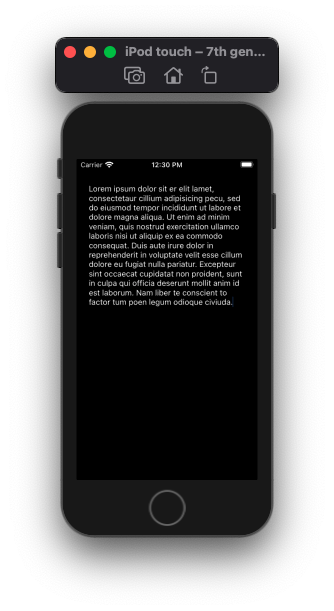 iPod touch – 7th gen...
Carrier
12:30 PM
Lorem ipsum dolor sit er elit lamet,
consectetaur cillium adipisicing pecu, sed
do eiusmod tempor incididunt ut labore et
dolore magna aliqua. Ut enim ad minim
veniam, quis nostrud exercitation ullamco
laboris nisi ut aliquip ex ea commodo
consequat. Duis aute irure dolor in
reprehenderit in voluptate velit esse cillum
dolore eu fugiat nulla pariatur. Excepteur
sint occaecat cupidatat non proident, sunt
in culpa qui officia deserunt mollit anim id
est laborum. Nam liber te conscient to
factor tum poen legum odioque civiuda.